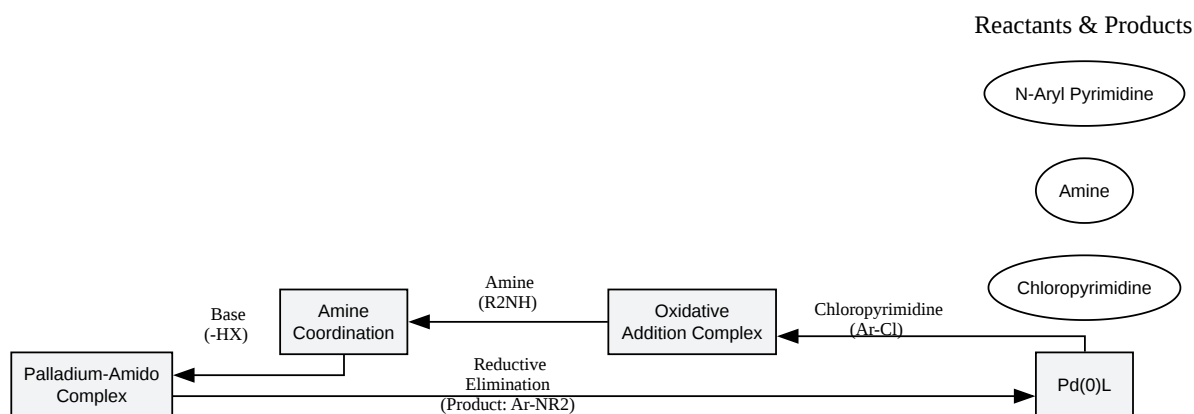 Reactants & Products
N-Aryl Pyrimidine
Amine
Chloropyrimidine
Amine
(R2NH)
Base
(-HX)
Amine
Coordination
Oxidative
Addition Complex
Chloropyrimidine
(Ar-Cl)
Palladium-Amido
Complex
Reductive
Elimination
(Product: Ar-NR2)
Pd(0)L